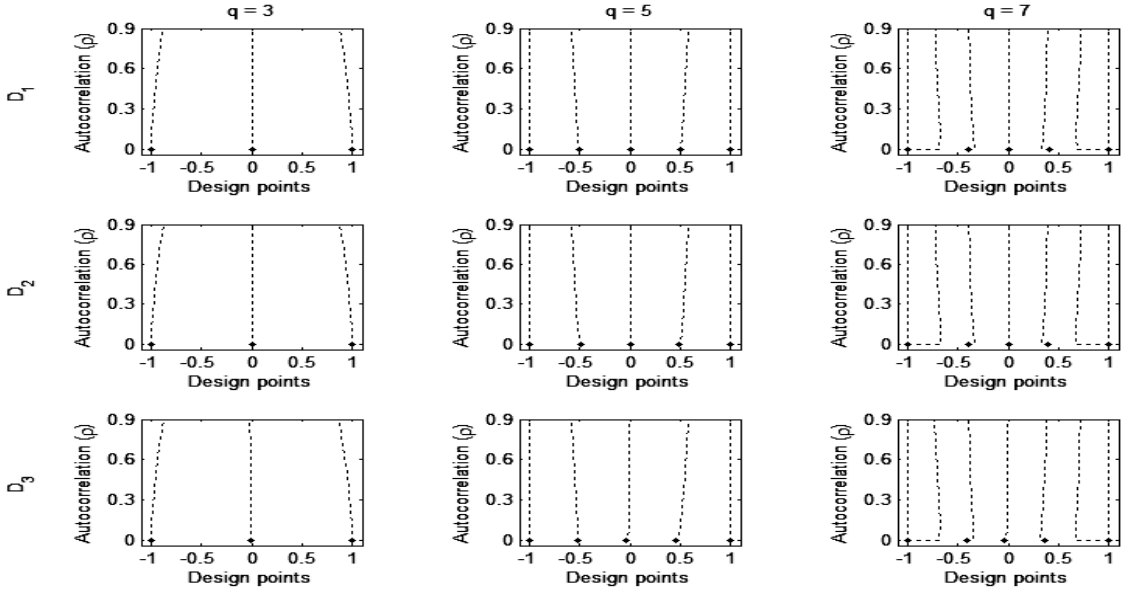 q = 3
q = 5
q = 7
D1
Autocorrelation (ρ)
0.9
0.6
0.3
0
-1 -0.5 0 0.5 1
Design points
Autocorrelation (ρ)
0.9
0.6
0.3
0
-1 -0.5 0 0.5 1
Design points
Autocorrelation (ρ)
0.9
0.6
0.3
0
-1 -0.5 0 0.5 1
Design points
D2
Autocorrelation (ρ)
0.9
0.6
0.3
0
-1 -0.5 0 0.5 1
Design points
Autocorrelation (ρ)
0.9
0.6
0.3
0
-1 -0.5 0 0.5 1
Design points
Autocorrelation (ρ)
0.9
0.6
0.3
0
-1 -0.5 0 0.5 1
Design points
D3
Autocorrelation (ρ)
0.9
0.6
0.3
0
-1 -0.5 0 0.5 1
Design points
Autocorrelation (ρ)
0.9
0.6
0.3
0
-1 -0.5 0 0.5 1
Design points
Autocorrelation (ρ)
0.9
0.6
0.3
0
-1 -0.5 0 0.5 1
Design points